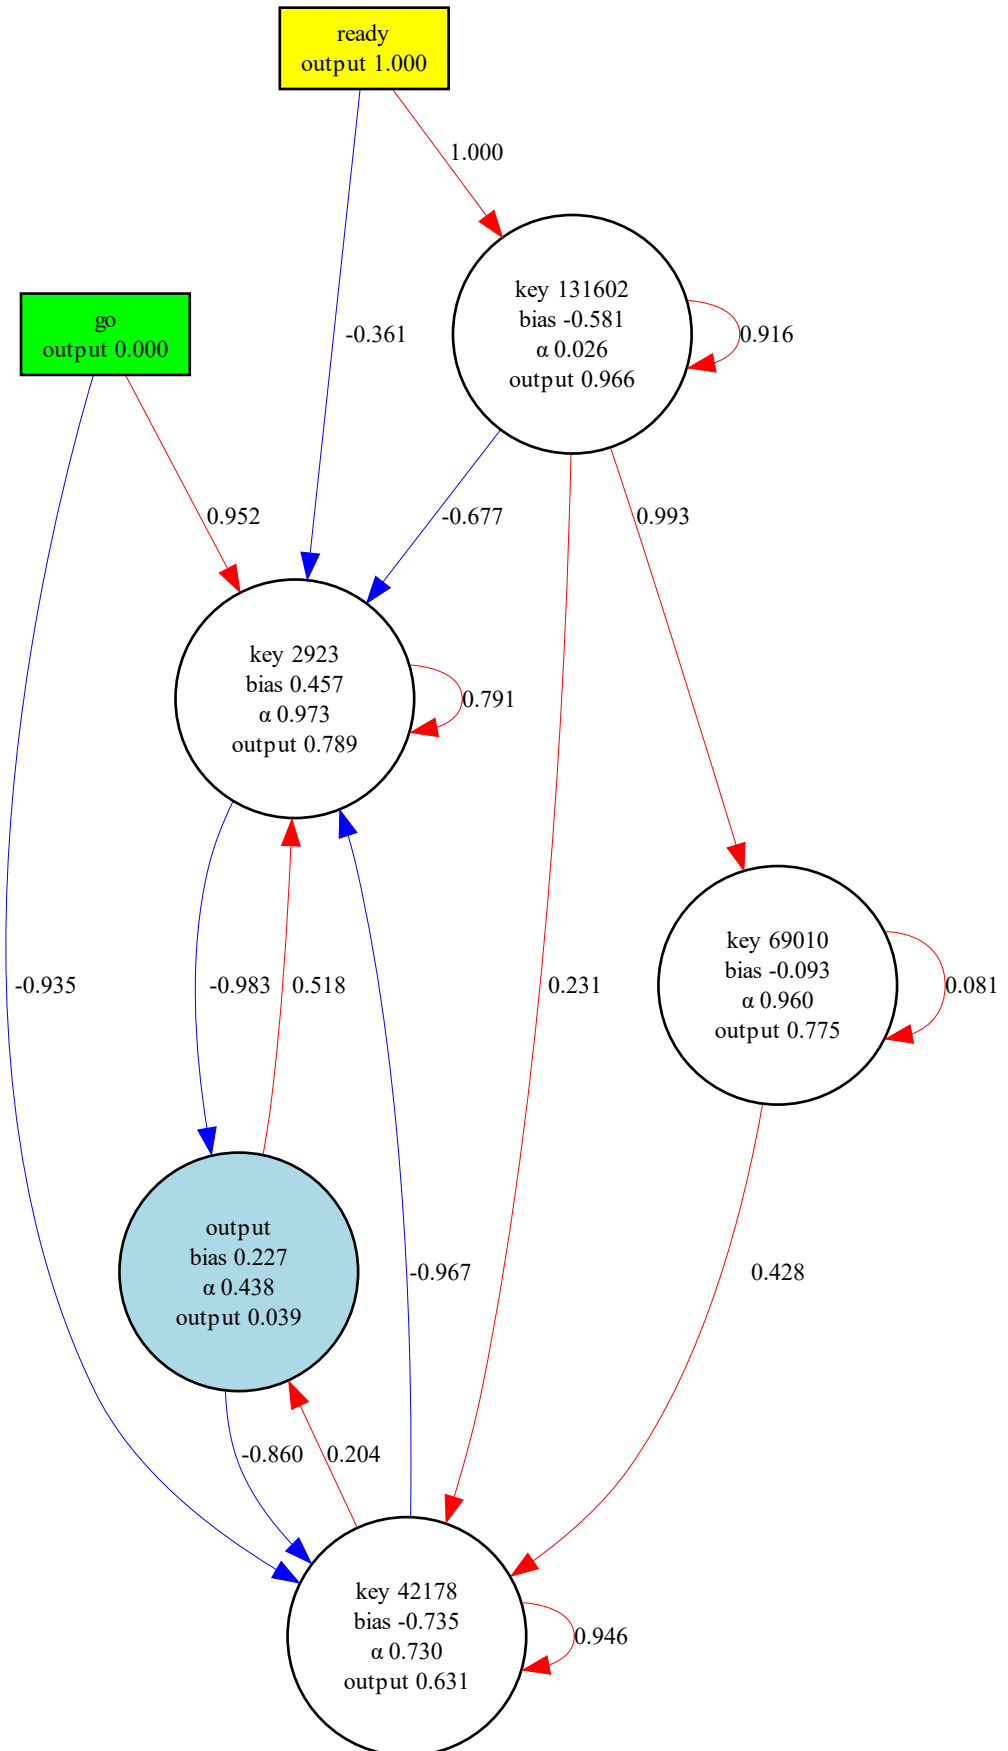 ready
output 1.000
1.000
key 131602
bias -0.581
α 0.026
output 0.966
0.916
-0.361
go
output 0.000
0.952
-0.677
0.993
key 2923
bias 0.457
α 0.973
output 0.789
0.791
key 69010
bias -0.093
α 0.960
output 0.775
0.081
-0.935
-0.983
0.518
0.231
output
bias 0.227
α 0.438
output 0.039
-0.967
0.428
-0.860
0.204
key 42178
bias -0.735
α 0.730
output 0.631
0.946